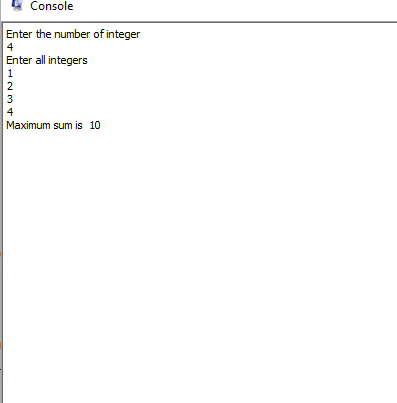 Console
Enter the number of integer
4
Enter all integers
1
2
3
4
Maximum sum is  10